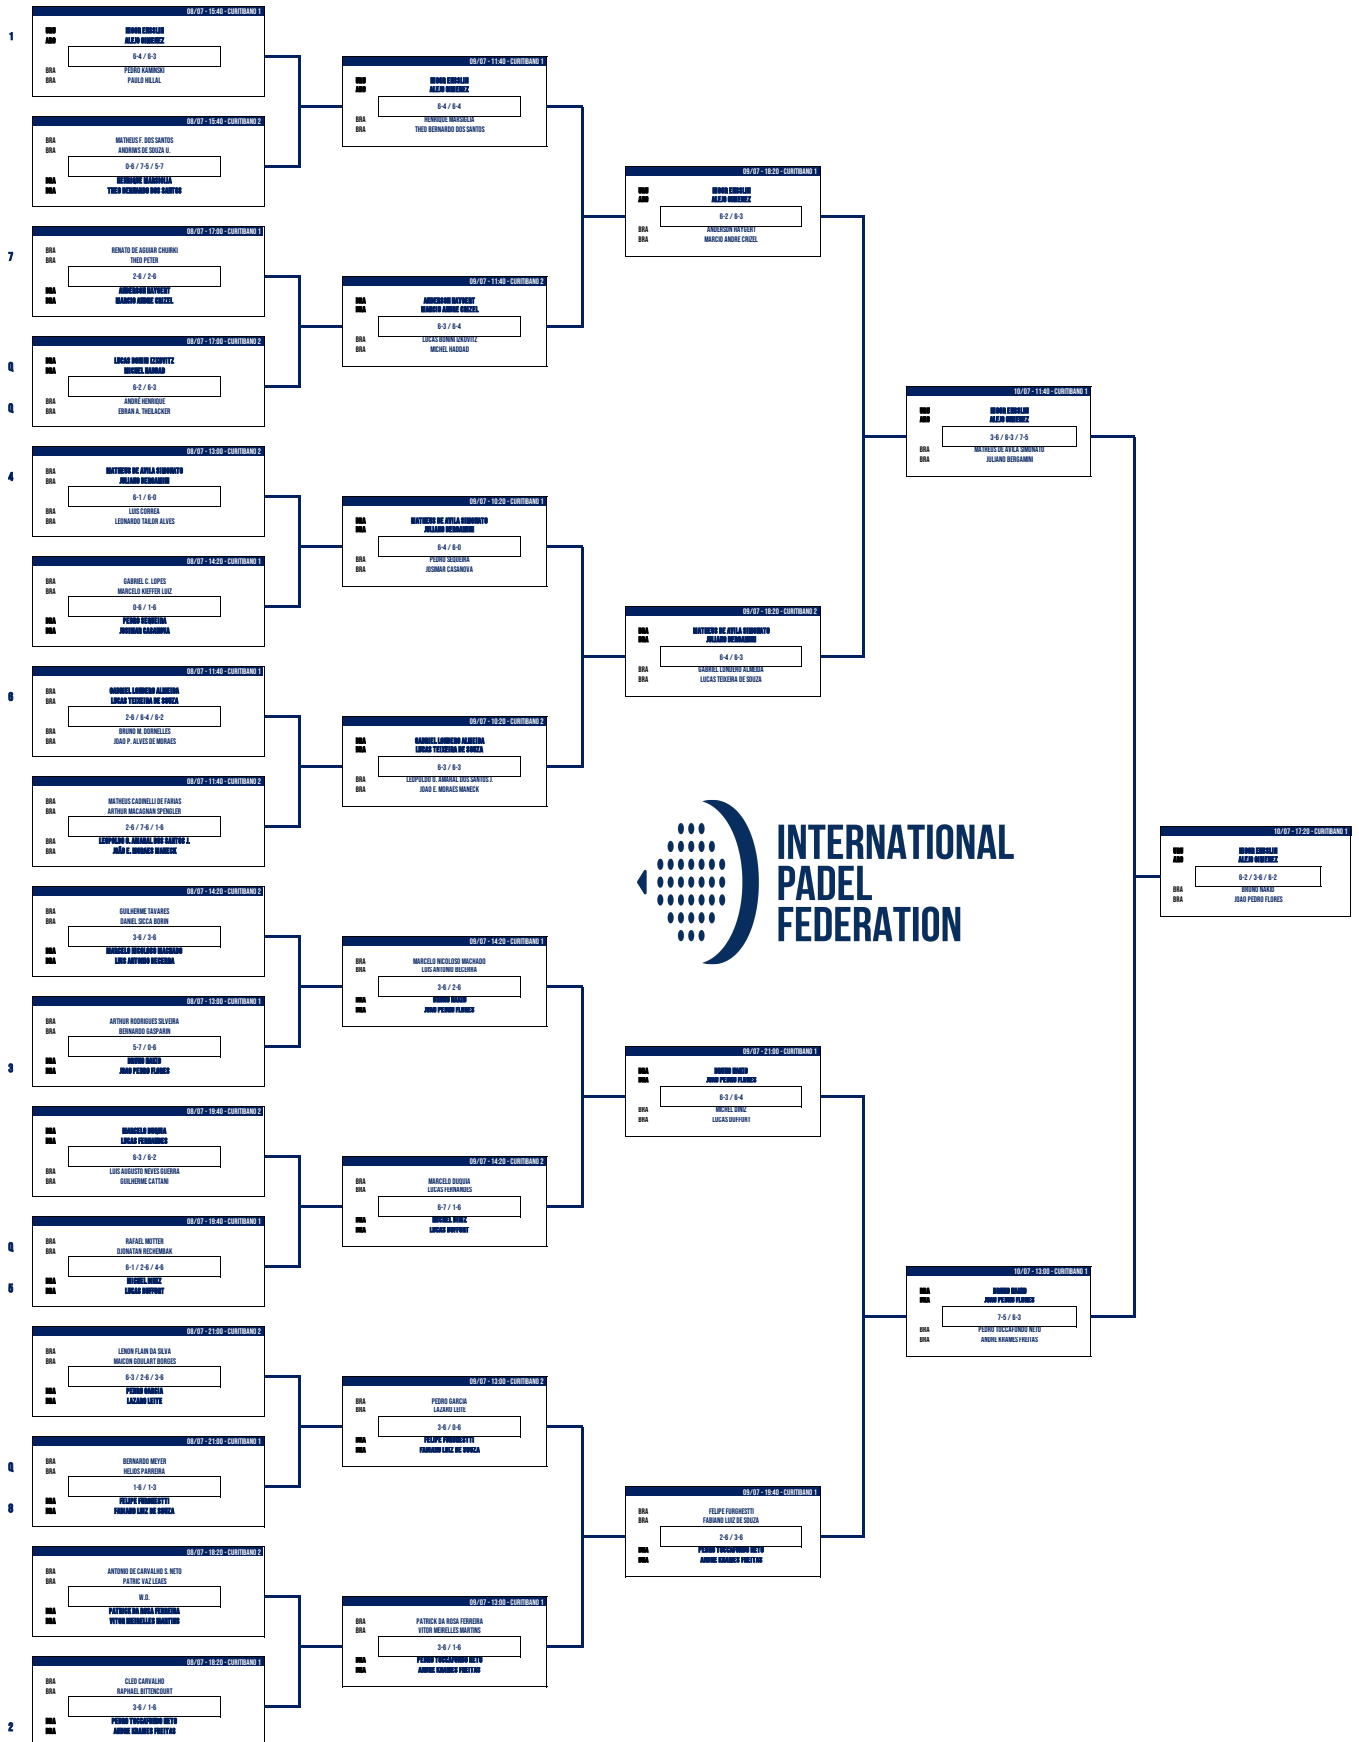 08/07 - 15:40 - CURITIBANO 1
1
URU IGOR ENSSLIN
ARG ALEJO GIMENEZ
6-4 / 6-3
BRA PEDRO KAMINSKI
BRA PAULO HILLAL
08/07 - 15:40 - CURITIBANO 2
BRA MATHEUS F. DOS SANTOS
BRA ANDRIWS DE SOUZA U.
0-6 / 7-5 / 5-7
BRA HENRIQUE MARSIGLIA
BRA THEO BERNARDO DOS SANTOS
08/07 - 17:00 - CURITIBANO 1
7
BRA RENATO DE AGUIAR CHUIRKI
BRA THEO PETER
2-6 / 2-6
BRA ANDERSON HAYGERT
BRA MARCIO ANDRE CRIZEL
08/07 - 17:00 - CURITIBANO 2
Q
BRA LUCAS BONINI IZKOVITZ
BRA MICHEL HADDAD
6-2 / 6-3
Q
BRA ANDRÉ HENRIQUE
BRA EBRAN A. THEILACKER
08/07 - 13:00 - CURITIBANO 2
4
BRA MATHEUS DE AVILA SIMONATO
BRA JULIANO BERGAMINI
6-1 / 6-0
BRA LUIS CORREA
BRA LEONARDO TAILOR ALVES
08/07 - 14:20 - CURITIBANO 1
BRA GABRIEL C. LOPES
BRA MARCELO KIEFFER LUIZ
0-6 / 1-6
BRA PEDRO SEQUEIRA
BRA JOSIMAR CASANOVA
08/07 - 11:40 - CURITIBANO 1
6
BRA GABRIEL LONDERO ALMEIDA
BRA LUCAS TEIXEIRA DE SOUZA
2-6 / 6-4 / 6-2
BRA BRUNO M. DORNELLES
BRA JOAO P. ALVES DE MORAES
08/07 - 11:40 - CURITIBANO 2
BRA MATHEUS CADINELLI DE FARIAS
BRA ARTHUR MACAGNAN SPENGLER
2-6 / 7-6 / 1-6
BRA LEOPOLDO G. AMARAL DOS SANTOS J.
BRA JOÃO E. MORAES MANECK
08/07 - 14:20 - CURITIBANO 2
BRA GUILHERME TAVARES
BRA DANIEL SICCA BORIN
3-6 / 3-6
BRA MARCELO NICOLOSO MACHADO
BRA LUIS ANTONIO BECERRA
08/07 - 13:00 - CURITIBANO 1
BRA ARTHUR RODRIGUES SILVEIRA
BRA BERNARDO GASPARIN
5-7 / 0-6
3
BRA BRUNO NAKID
BRA JOAO PEDRO FLORES
08/07 - 19:40 - CURITIBANO 2
BRA MARCELO DUQUIA
BRA LUCAS FERNANDES
6-3 / 6-2
BRA LUIS AUGUSTO NEVES GUERRA
BRA GUILHERME CATTANI
08/07 - 19:40 - CURITIBANO 1
Q
BRA RAFAEL MOTTER
BRA DJONATAN RECHEMBAK
6-1 / 2-6 / 4-6
5
BRA MICHEL DINIZ
BRA LUCAS DUFFORT
08/07 - 21:00 - CURITIBANO 2
BRA LENON FLAIN DA SILVA
BRA MAICON GOULART BORGES
6-3 / 2-6 / 3-6
BRA PEDRO GARCIA
BRA LAZARO LEITE
08/07 - 21:00 - CURITIBANO 1
Q
BRA BERNARDO MEYER
BRA HELIOS PARREIRA
1-6 / 1-3
8
BRA FELIPE FURGHESTTI
BRA FABIANO LUIZ DE SOUZA
08/07 - 18:20 - CURITIBANO 2
BRA ANTONIO DE CARVALHO S. NETO
BRA PATRIC VAZ LEAES
W.O.
BRA PATRICK DA ROSA FERREIRA
BRA VITOR MEIRELLES MARTINS
08/07 - 18:20 - CURITIBANO 1
BRA CLEO CARVALHO
BRA RAPHAEL BITTENCOURT
3-6 / 1-6
2
BRA PEDRO TOCCAFONDO NETO
BRA ANDRE KRAMES FREITAS
09/07 - 11:40 - CURITIBANO 1
URU IGOR ENSSLIN
ARG ALEJO GIMENEZ
6-4 / 6-4
BRA HENRIQUE MARSIGLIA
BRA THEO BERNARDO DOS SANTOS
09/07 - 11:40 - CURITIBANO 2
BRA ANDERSON HAYGERT
BRA MARCIO ANDRE CRIZEL
6-3 / 6-4
BRA LUCAS BONINI IZKOVITZ
BRA MICHEL HADDAD
09/07 - 10:20 - CURITIBANO 1
BRA MATHEUS DE AVILA SIMONATO
BRA JULIANO BERGAMINI
6-4 / 6-0
BRA PEDRO SEQUEIRA
BRA JOSIMAR CASANOVA
09/07 - 10:20 - CURITIBANO 2
BRA GABRIEL LONDERO ALMEIDA
BRA LUCAS TEIXEIRA DE SOUZA
6-3 / 6-3
BRA LEOPOLDO G. AMARAL DOS SANTOS J.
BRA JOAO E. MORAES MANECK
09/07 - 14:20 - CURITIBANO 1
BRA MARCELO NICOLOSO MACHADO
BRA LUIS ANTONIO BECERRA
3-6 / 2-6
BRA BRUNO NAKID
BRA JOAO PEDRO FLORES
09/07 - 14:20 - CURITIBANO 2
BRA MARCELO DUQUIA
BRA LUCAS FERNANDES
6-7 / 1-6
BRA MICHEL DINIZ
BRA LUCAS DUFFORT
09/07 - 13:00 - CURITIBANO 2
BRA PEDRO GARCIA
BRA LAZARO LEITE
3-6 / 0-6
BRA FELIPE FURGHESTTI
BRA FABIANO LUIZ DE SOUZA
09/07 - 13:00 - CURITIBANO 1
BRA PATRICK DA ROSA FERREIRA
BRA VITOR MEIRELLES MARTINS
3-6 / 1-6
BRA PEDRO TOCCAFONDO NETO
BRA ANDRE KRAMES FREITAS
09/07 - 18:20 - CURITIBANO 1
URU IGOR ENSSLIN
ARG ALEJO GIMENEZ
6-2 / 6-3
BRA ANDERSON HAYGERT
BRA MARCIO ANDRE CRIZEL
09/07 - 18:20 - CURITIBANO 2
BRA MATHEUS DE AVILA SIMONATO
BRA JULIANO BERGAMINI
6-4 / 6-3
BRA GABRIEL LONDERO ALMEIDA
BRA LUCAS TEIXEIRA DE SOUZA
INTERNATIONAL
PADEL
FEDERATION
09/07 - 21:00 - CURITIBANO 1
BRA BRUNO NAKID
BRA JOAO PEDRO FLORES
6-3 / 6-4
BRA MICHEL DINIZ
BRA LUCAS DUFFORT
09/07 - 19:40 - CURITIBANO 1
BRA FELIPE FURGHESTTI
BRA FABIANO LUIZ DE SOUZA
2-6 / 3-6
BRA PEDRO TOCCAFONDO NETO
BRA ANDRE KRAMES FREITAS
10/07 - 11:40 - CURITIBANO 1
URU IGOR ENSSLIN
ARG ALEJO GIMENEZ
3-6 / 6-3 / 7-5
BRA MATHEUS DE AVILA SIMONATO
BRA JULIANO BERGAMINI
10/07 - 13:00 - CURITIBANO 1
BRA BRUNO NAKID
BRA JOAO PEDRO FLORES
7-5 / 6-3
BRA PEDRO TOCCAFONDO NETO
BRA ANDRE KRAMES FREITAS
10/07 - 17:20 - CURITIBANO 1
URU IGOR ENSSLIN
ARG ALEJO GIMENEZ
6-2 / 3-6 / 6-2
BRA BRUNO NAKID
BRA JOAO PEDRO FLORES